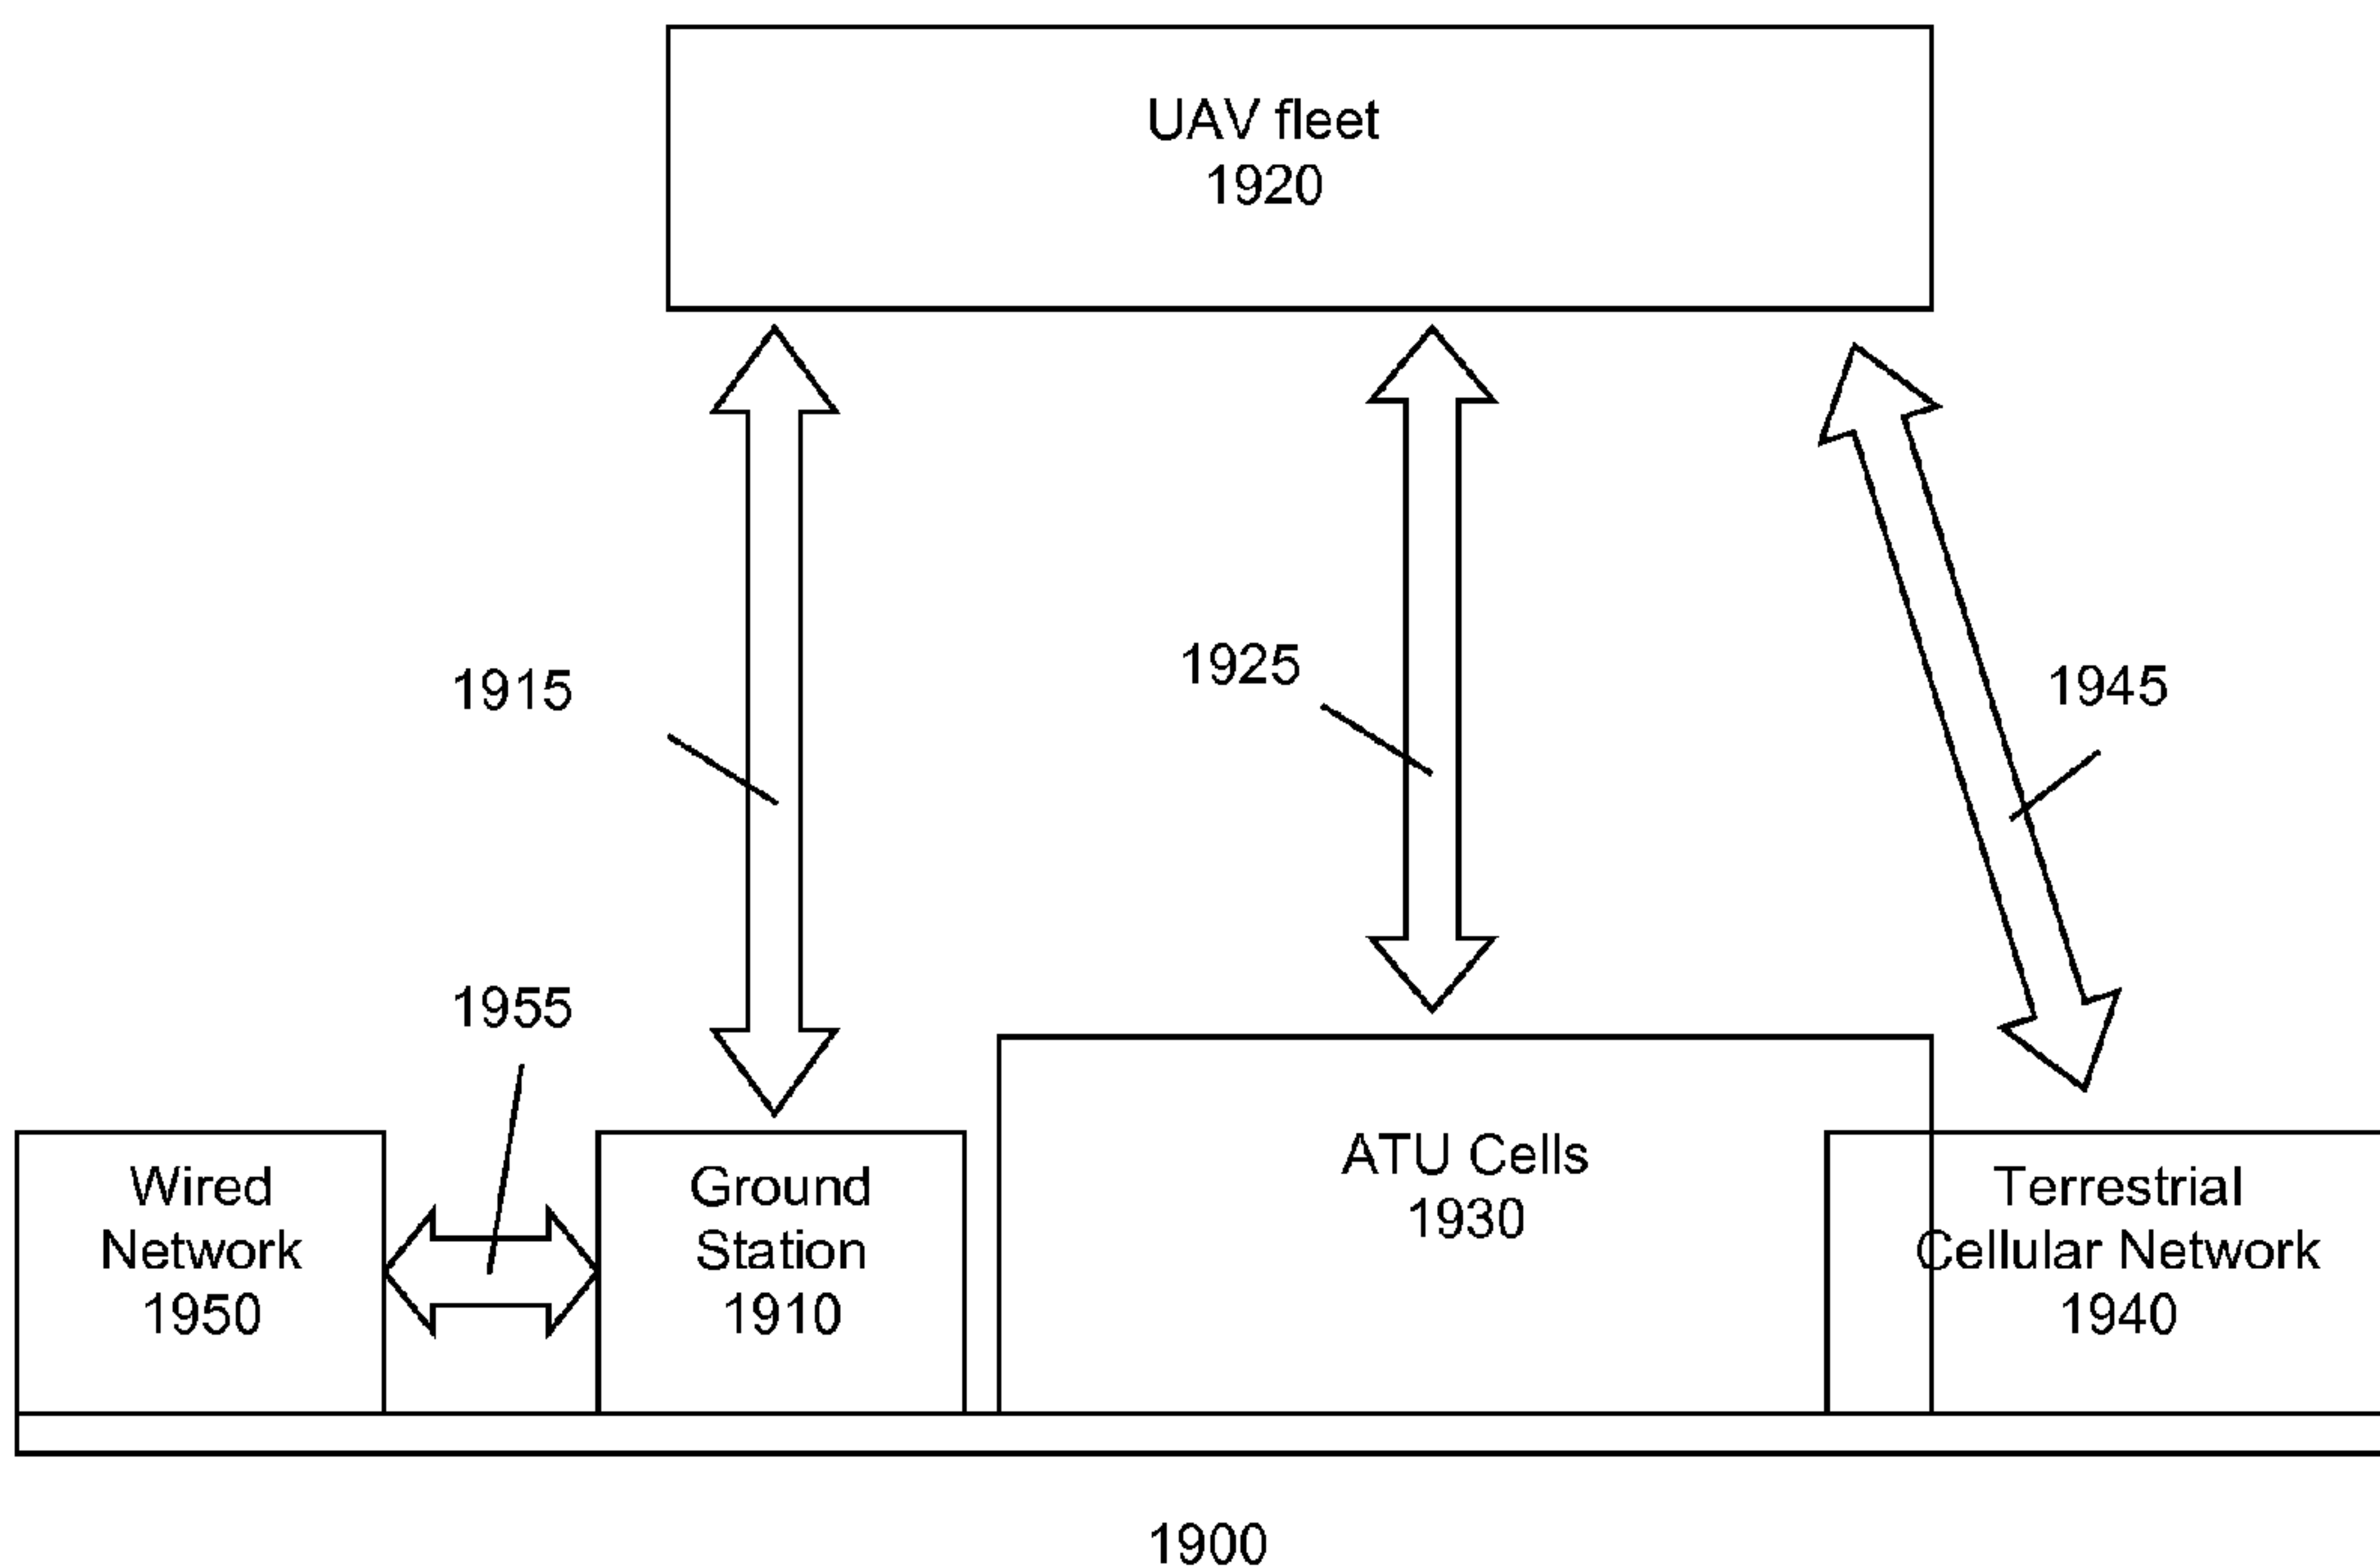 UAV fleet
1920
1915
1925
1945
1955
Wired
Network
1950
Ground
Station
1910
ATU Cells
1930
Terrestrial
Cellular Network
1940
1900